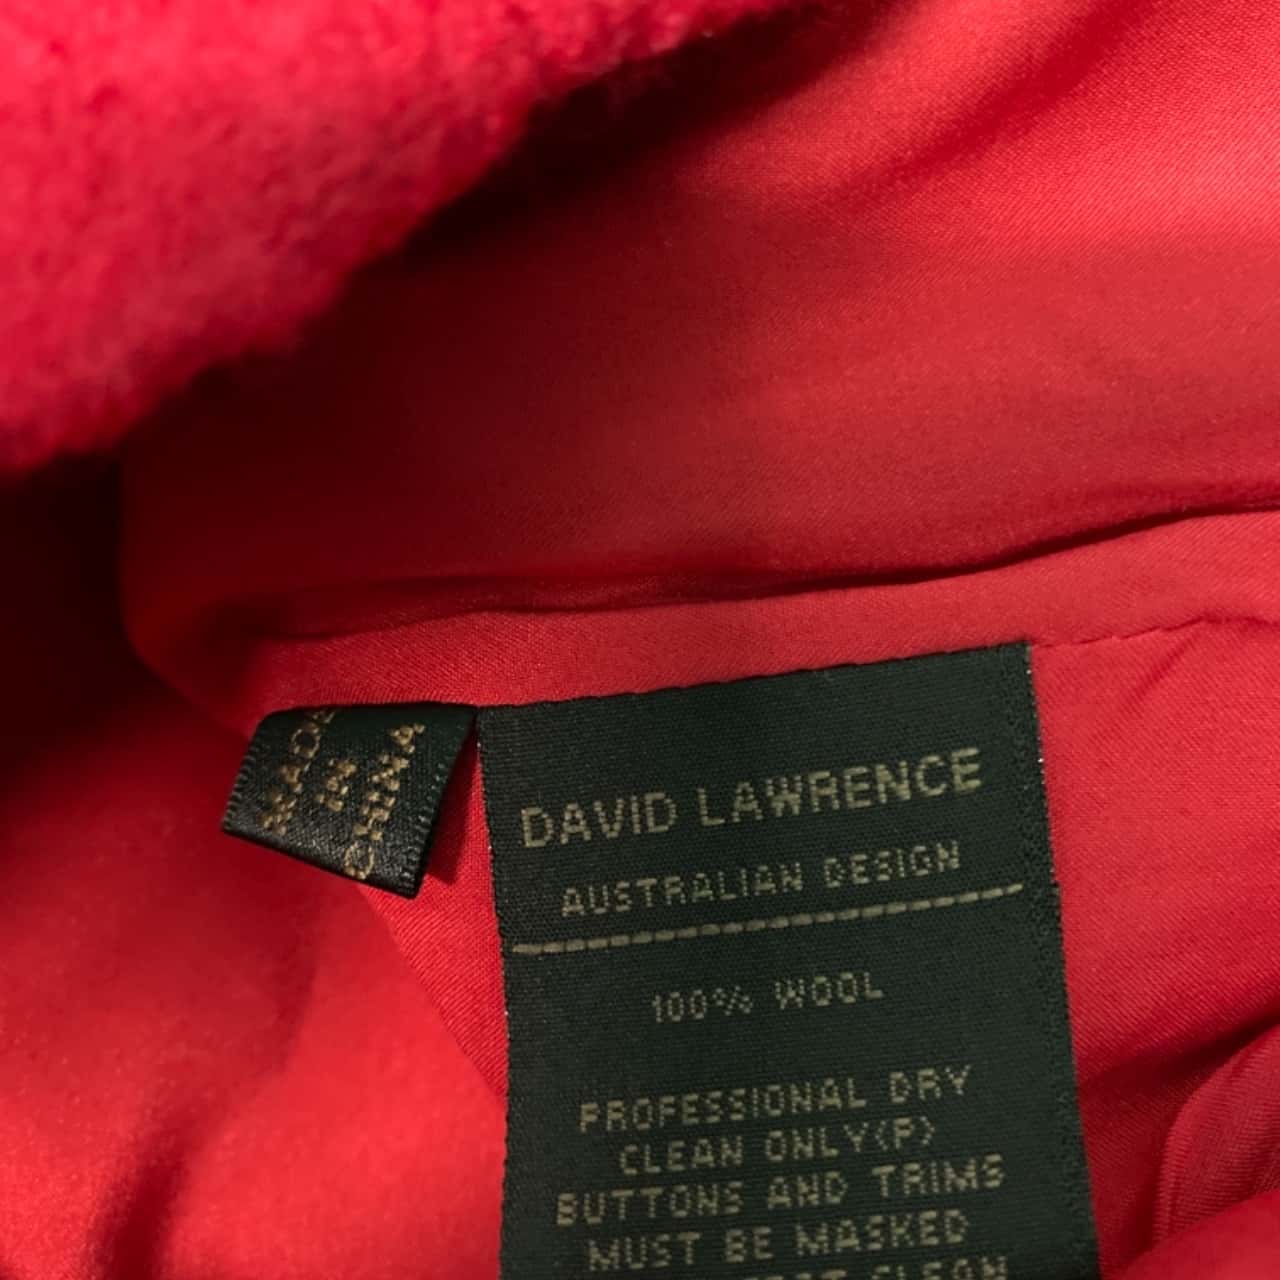 MADE
IN
CHINA
DAVID LAWRENCE
AUSTRALIAN DESIGN
100% WOOL
PROFESSIONAL DRY
CLEAN ONLY(P)
BUTTONS AND TRIMS
MUST BE MASKED
CLEAN